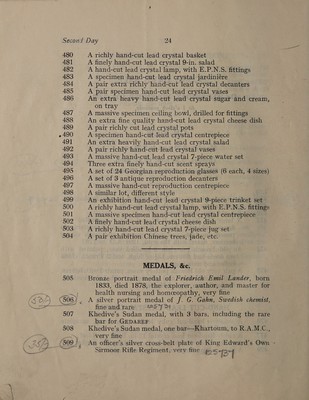 Second Day 24
480 A richly hand-cut lead crystal basket
481 A finely hand-cut lead crystal 9-in. salad
482 A hand-cut lead crystal lamp, with E.P.N.S. fittings
483 A specimen hand-cut lead crystal jardinière
484 A pair extra richly hand-cut lead crystal decanters
485 A pair specimen hand-cut lead crystal vases
486 An extra heavy hand-cut lead crystal sugar and cream,
on tray
487 A massive specimen ceiling bowl, drilled for fittings
488 An extra fine quality hand-cut lead crystal cheese dish
489 A pair richly cut lead crystal pots
490 A specimen hand-cut lead crystal centrepiece
491 An extra heavily hand-cut lead crystal salad
492 A pair richly hand-cut lead crystal vases
493 A massive hand-cut lead crystal 7-piece water set
494 Three extra finely hand-cut scent sprays
495 A set of 24 Georgian reproduction glasses (6 each, 4 sizes)
496 A set of 3 antique reproduction decanters
497 A massive hand-cut reproduction centrepiece
498 A similar lot, different style
499 An exhibition hand-cut lead crystal 9-piece trinket set
500 A richly hand-cut lead crystal lamp, with E.P.N.S. fittings
501 A massive specimen hand-cut lead crystal centrepiece
502 A finely hand-cut lead crystal cheese dish
503 A richly hand-cut lead crystal 7-piece jug set
504 A pair exhibition Chinese trees, jade, etc.
MEDALS, &c.
505 Bronze portrait medal of Friedrich Emil Lander, born
1833, died 1878, the explorer, author, and master for
health nursing and homœopathy, very fine
506 A silver portrait medal of J G. Gahn, Swedish chemist,
fine and rare
507 Khedive's Sudan medal, with 3 bars, including the rare
bar for GEDAREF
508 Khedive's Sudan medal, one bar—Khartoum, to R.A.M.C.,
very fine
509 An officer's silver cross-belt plate of King Edward's Own
Sirmoor Rifle Regiment, very fine